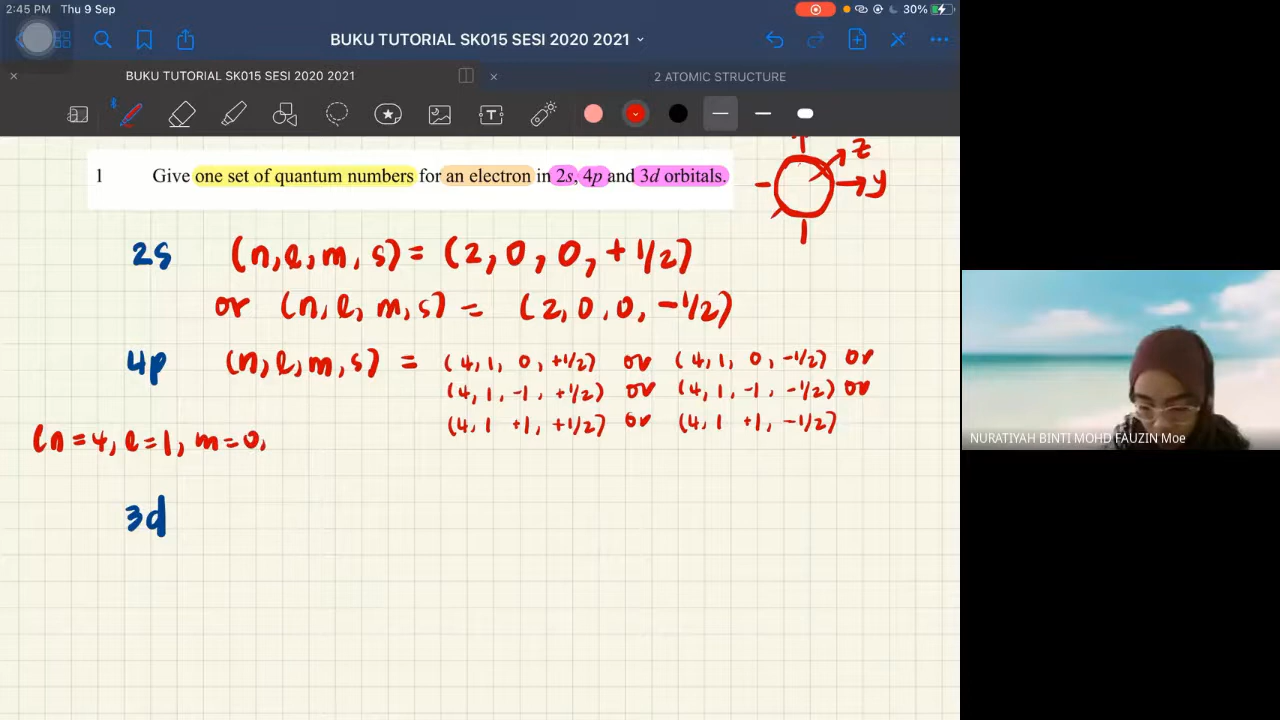 2:45 PM Thu 9 Sep
30%
BUKU TUTORIAL SK015 SESI 2020 2021
BUKU TUTORIAL SK015 SESI 2020 2021
2 ATOMIC STRUCTURE
z
y
1 Give one set of quantum numbers for an electron in 2s, 4p and 3d orbitals.
2s (n, l, m, s) = (2, 0, 0, +1/2)
or (n, l, m, s) = (2, 0, 0, -1/2)
4p (n, l, m, s) = (4, 1, 0, +1/2) or (4, 1, 0, -1/2) or
(4, 1, -1, +1/2) or (4, 1, -1, -1/2) or
(4, 1 +1, +1/2) or (4, 1 +1, -1/2)
(n = 4, l = 1, m = 0,
3d
NURATIYAH BINTI MOHD FAUZIN Moe